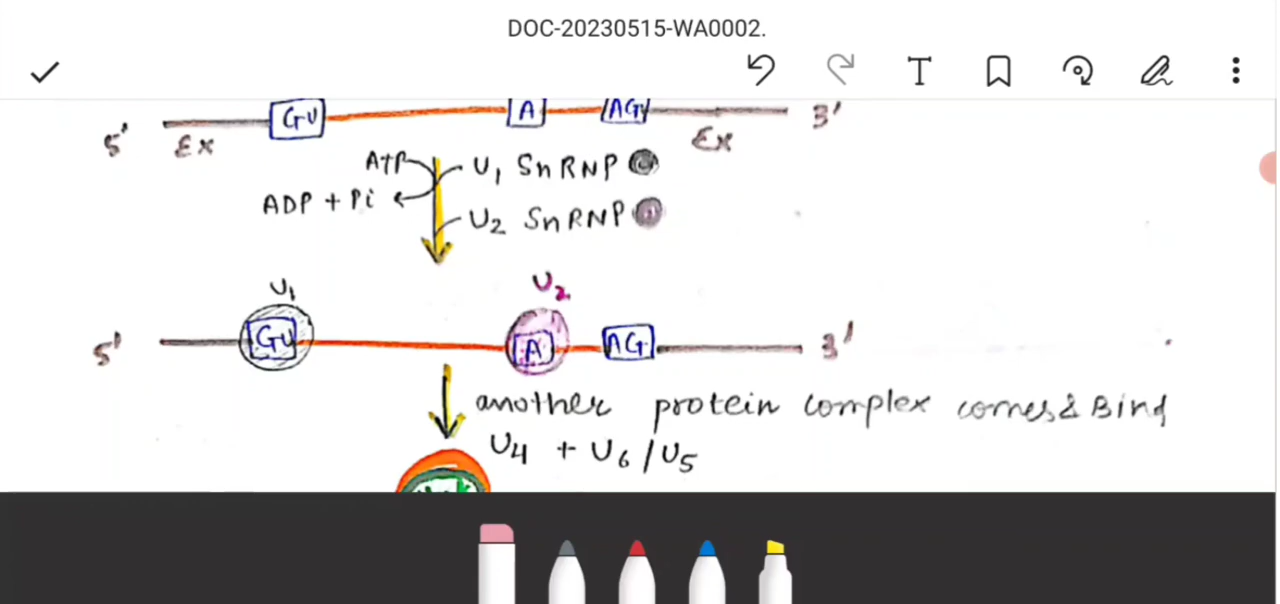 DOC-20230515-WA0002.
T
5' Ex GU A AG Ex 3'
ATP U1 SnRNP
ADP + Pi U2 SnRNP
U1 U2
5' GU A AG 3'
another protein complex comes & Bind
U4 + U6/U5